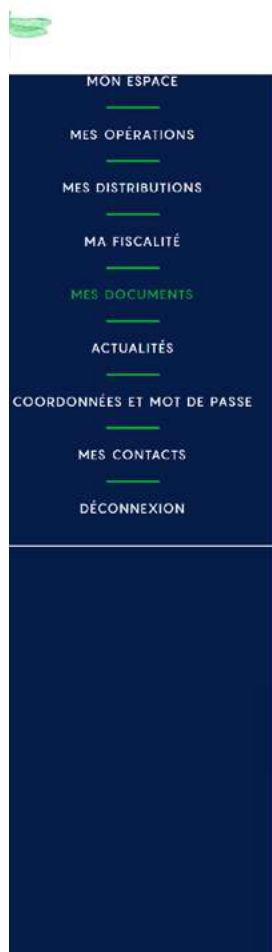 MON ESPACE
MES OPÉRATIONS
MES DISTRIBUTIONS
MA FISCALITÉ
MES DOCUMENTS
ACTUALITÉS
COORDONNÉES ET MOT DE PASSE
MES CONTACTS
DÉCONNEXION